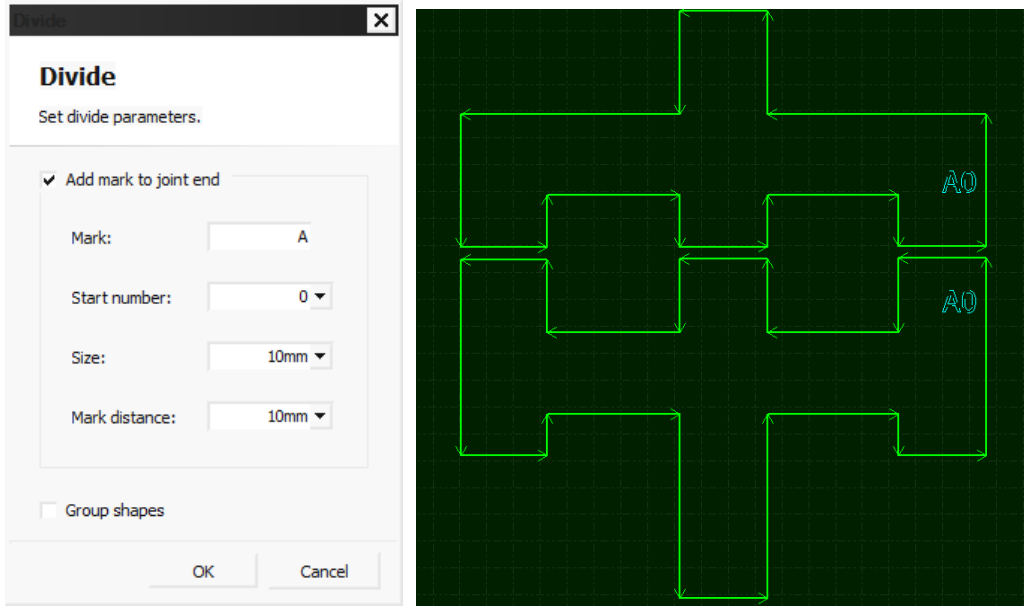 Divide
Divide
Set divide parameters.
Add mark to joint end
Mark: A
Start number: 0
Size: 10mm
Mark distance: 10mm
Group shapes
OK Cancel
A0
A0